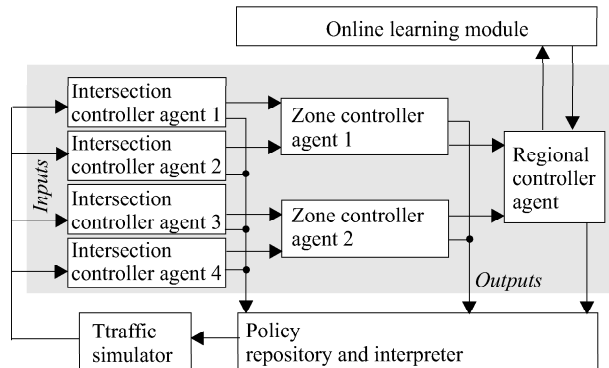 Online learning module
Intersection
controller agent 1
Intersection
controller agent 2
Intersection
controller agent 3
Intersection
controller agent 4
Inputs
Zone controller
agent 1
Zone controller
agent 2
Regional
controller
agent
Outputs
Ttraffic
simulator
Policy
repository and interpreter